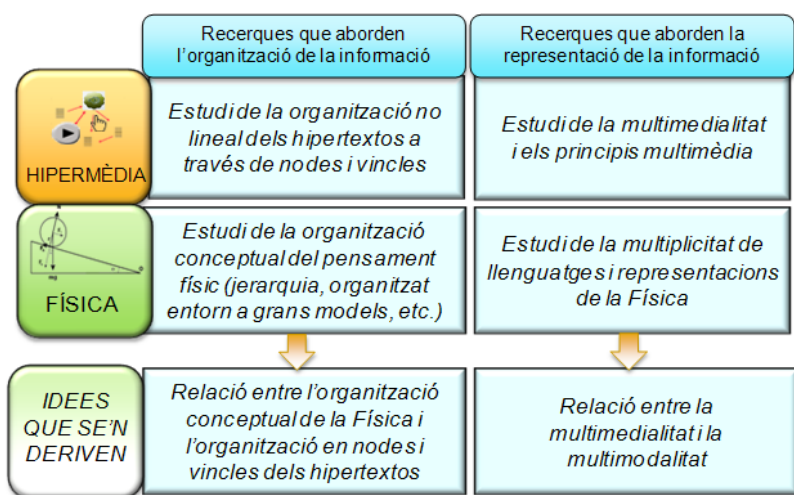 Recerques que aborden
l'organització de la informació
Recerques que aborden la
representació de la informació
HIPERMÈDIA
Estudi de la organització no
lineal dels hipertextos a
través de nodes i vincles
Estudi de la multimedialitat
i els principis multimèdia
FÍSICA
Estudi de la organització
conceptual del pensament
físic (jerarquia, organitzat
entorn a grans models, etc.)
Estudi de la multiplicitat de
llenguatges i representacions
de la Física
IDEES
QUE SE'N
DERIVEN
Relació entre l'organització
conceptual de la Física i
l'organització en nodes i
vincles dels hipertextos
Relació entre la
multimedialitat i la
multimodalitat